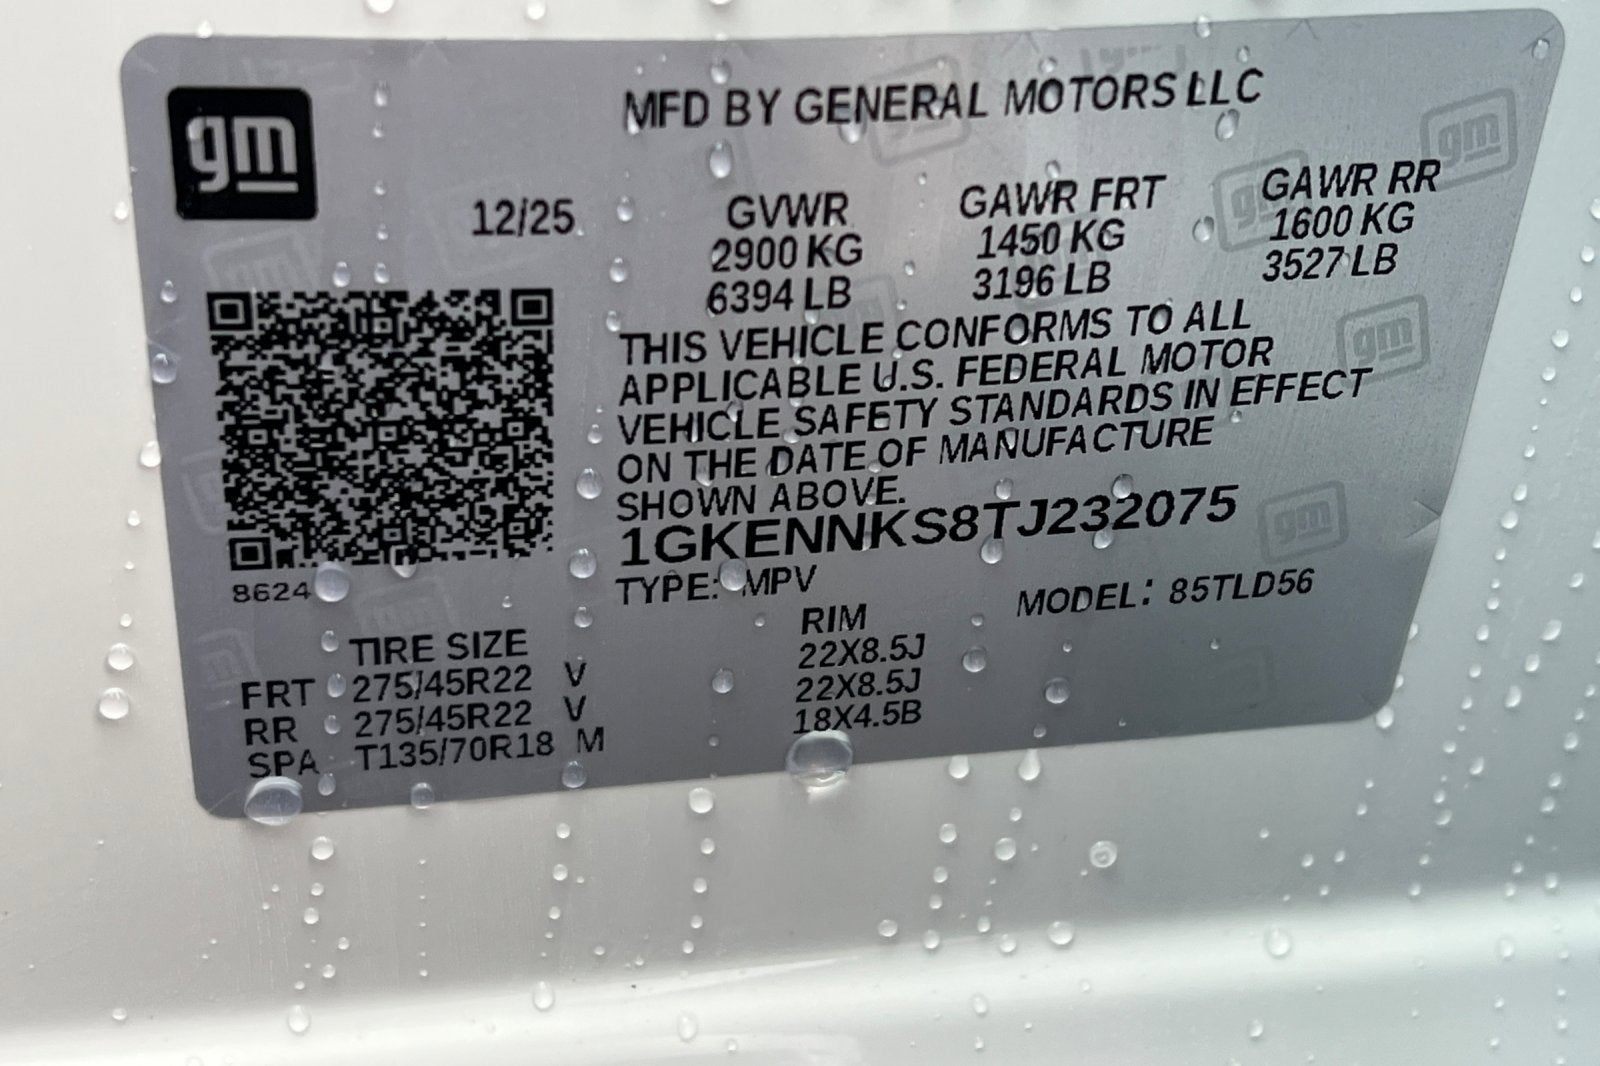 gm
MFD BY GENERAL MOTORS LLC
12/25
GVWR GAWR FRT GAWR RR
2900 KG 1450 KG 1600 KG
6394 LB 3196 LB 3527 LB
THIS VEHICLE CONFORMS TO ALL
APPLICABLE U.S. FEDERAL MOTOR
VEHICLE SAFETY STANDARDS IN EFFECT
ON THE DATE OF MANUFACTURE
SHOWN ABOVE.
1GKENNKS8TJ232075
8624
TYPE: MPV MODEL: 85TLD56
TIRE SIZE RIM
FRT 275/45R22 V 22X8.5J
RR 275/45R22 V 22X8.5J
SPA T135/70R18 M 18X4.5B